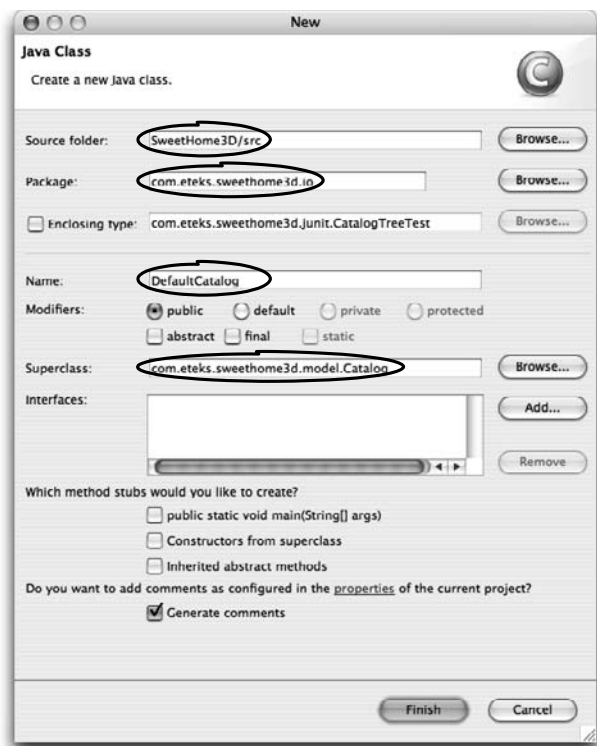 New
Java Class
Create a new Java class.
C
Source folder: SweetHome3D/src Browse...
Package: com.eteks.sweethome3d.io Browse...
Enclosing type: com.eteks.sweethome3d.junit.CatalogTreeTest Browse...
Name: DefaultCatalog
Modifiers: public default private protected
abstract final static
Superclass: com.eteks.sweethome3d.model.Catalog Browse...
Interfaces: Add...
Remove
Which method stubs would you like to create?
public static void main(String[] args)
Constructors from superclass
Inherited abstract methods
Do you want to add comments as configured in the properties of the current project?
Generate comments
Finish Cancel